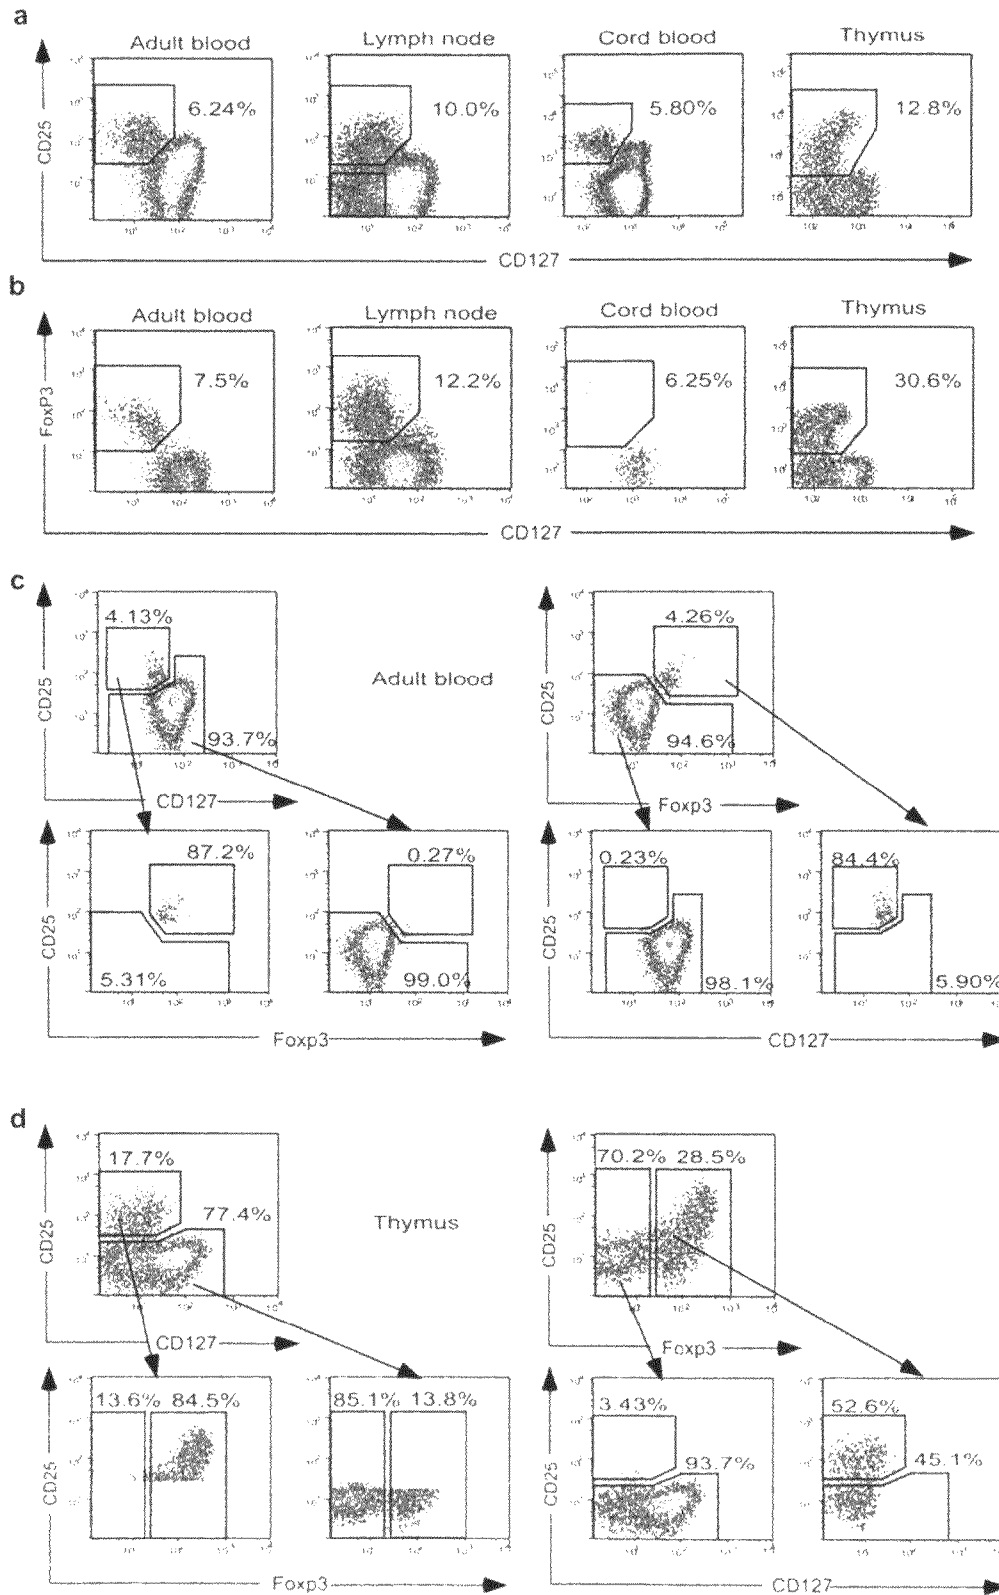 a
Adult blood Lymph node Cord blood Thymus
CD25
6.24% 10.0% 5.80% 12.8%
CD127
b
Adult blood Lymph node Cord blood Thymus
FoxP3
7.5% 12.2% 6.25% 30.6%
CD127
c
4.13% 4.26%
CD25 Adult blood CD25
93.7% 94.6%
CD127 Foxp3
87.2% 0.27% 0.23% 84.4%
CD25 CD25
5.31% 99.0% 98.1% 5.90%
Foxp3 CD127
d
17.7% 70.2% 28.5%
77.4%
CD25 Thymus CD25
CD127 Foxp3
13.6% 84.5% 85.1% 13.8% 3.43% 52.6%
93.7% 45.1%
CD25 CD25
Foxp3 CD127